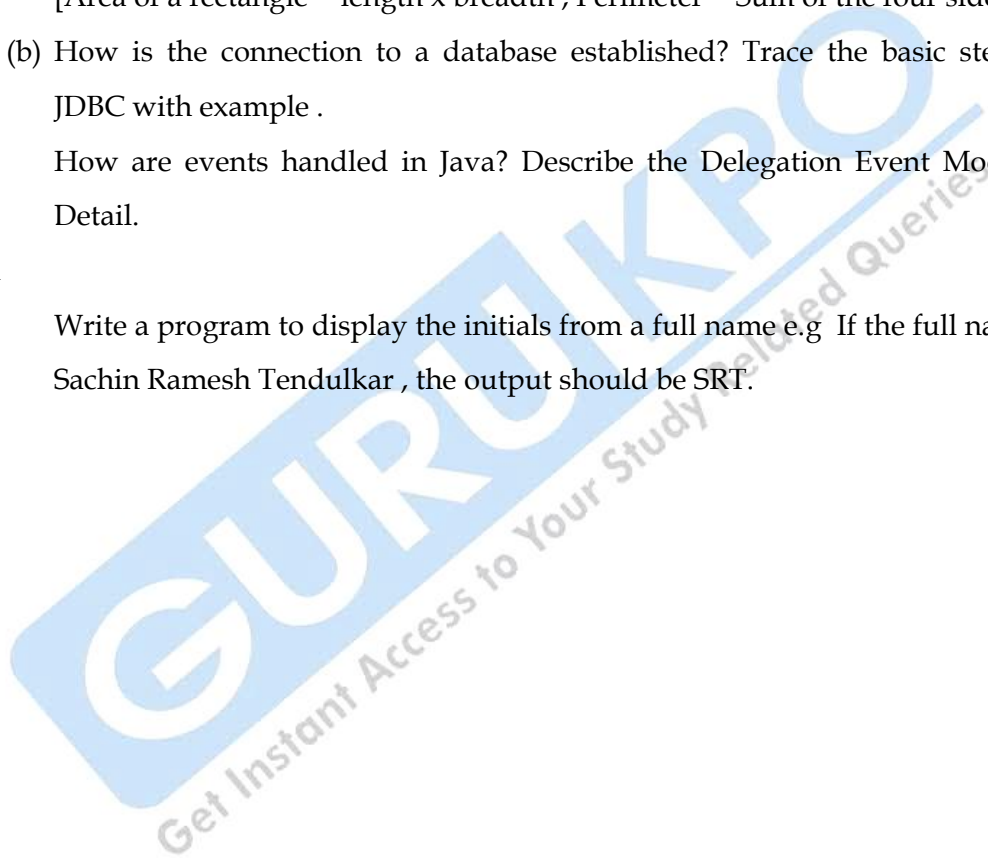 [Area of a rectangle = length x breadth , Perimeter = Sum of the four side
(b) How is the connection to a database established? Trace the basic ste
JDBC with example .
How are events handled in Java? Describe the Delegation Event Mo
Detail.
Write a program to display the initials from a full name e.g If the full na
Sachin Ramesh Tendulkar , the output should be SRT.
GURUKPO
Get Instant Access to Your Study Related Queries